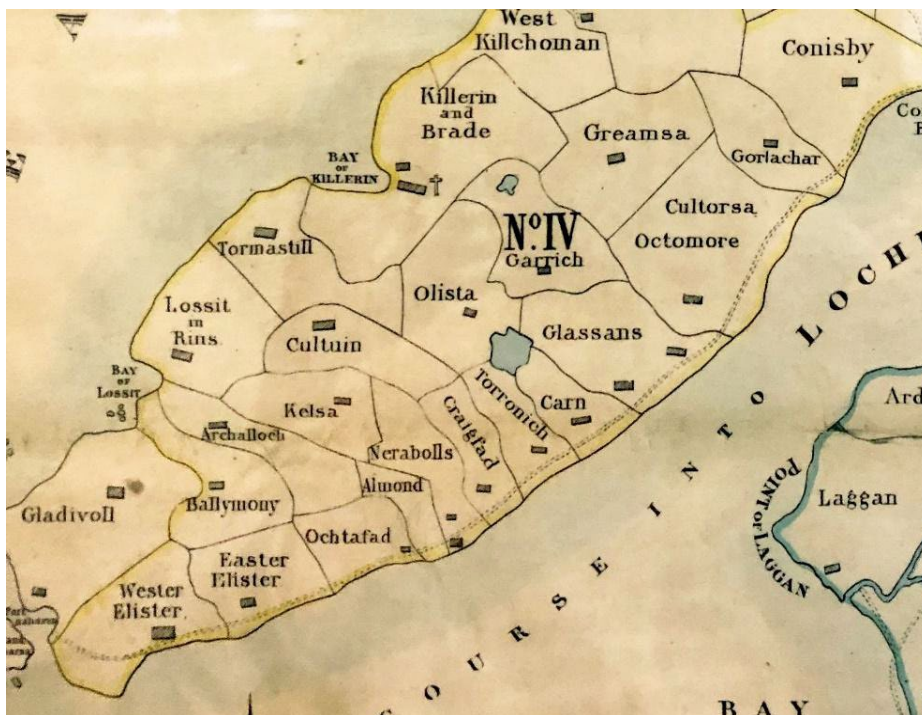 West
Killchoman
Conisby
Killerin
and
Brade
Greamsa
Gorlachar
BAY
OF
KILLERIN
Cultorsa
Octomore
No. IV
Garrich
Tormastill
Olista
Lossit
in
Rins.
Cultuin
Glassans
BAY
OF
LOSSIT
Kelsa
Craigfad
Torronich
Carn
Archalloch
Nerabolls
Almond
Ballymony
Gladivoll
Ochtafad
Easter
Elister
Wester
Elister.
COURSE INTO LOCH
POINT OF LAGGAN
Laggan
Ard
BAY